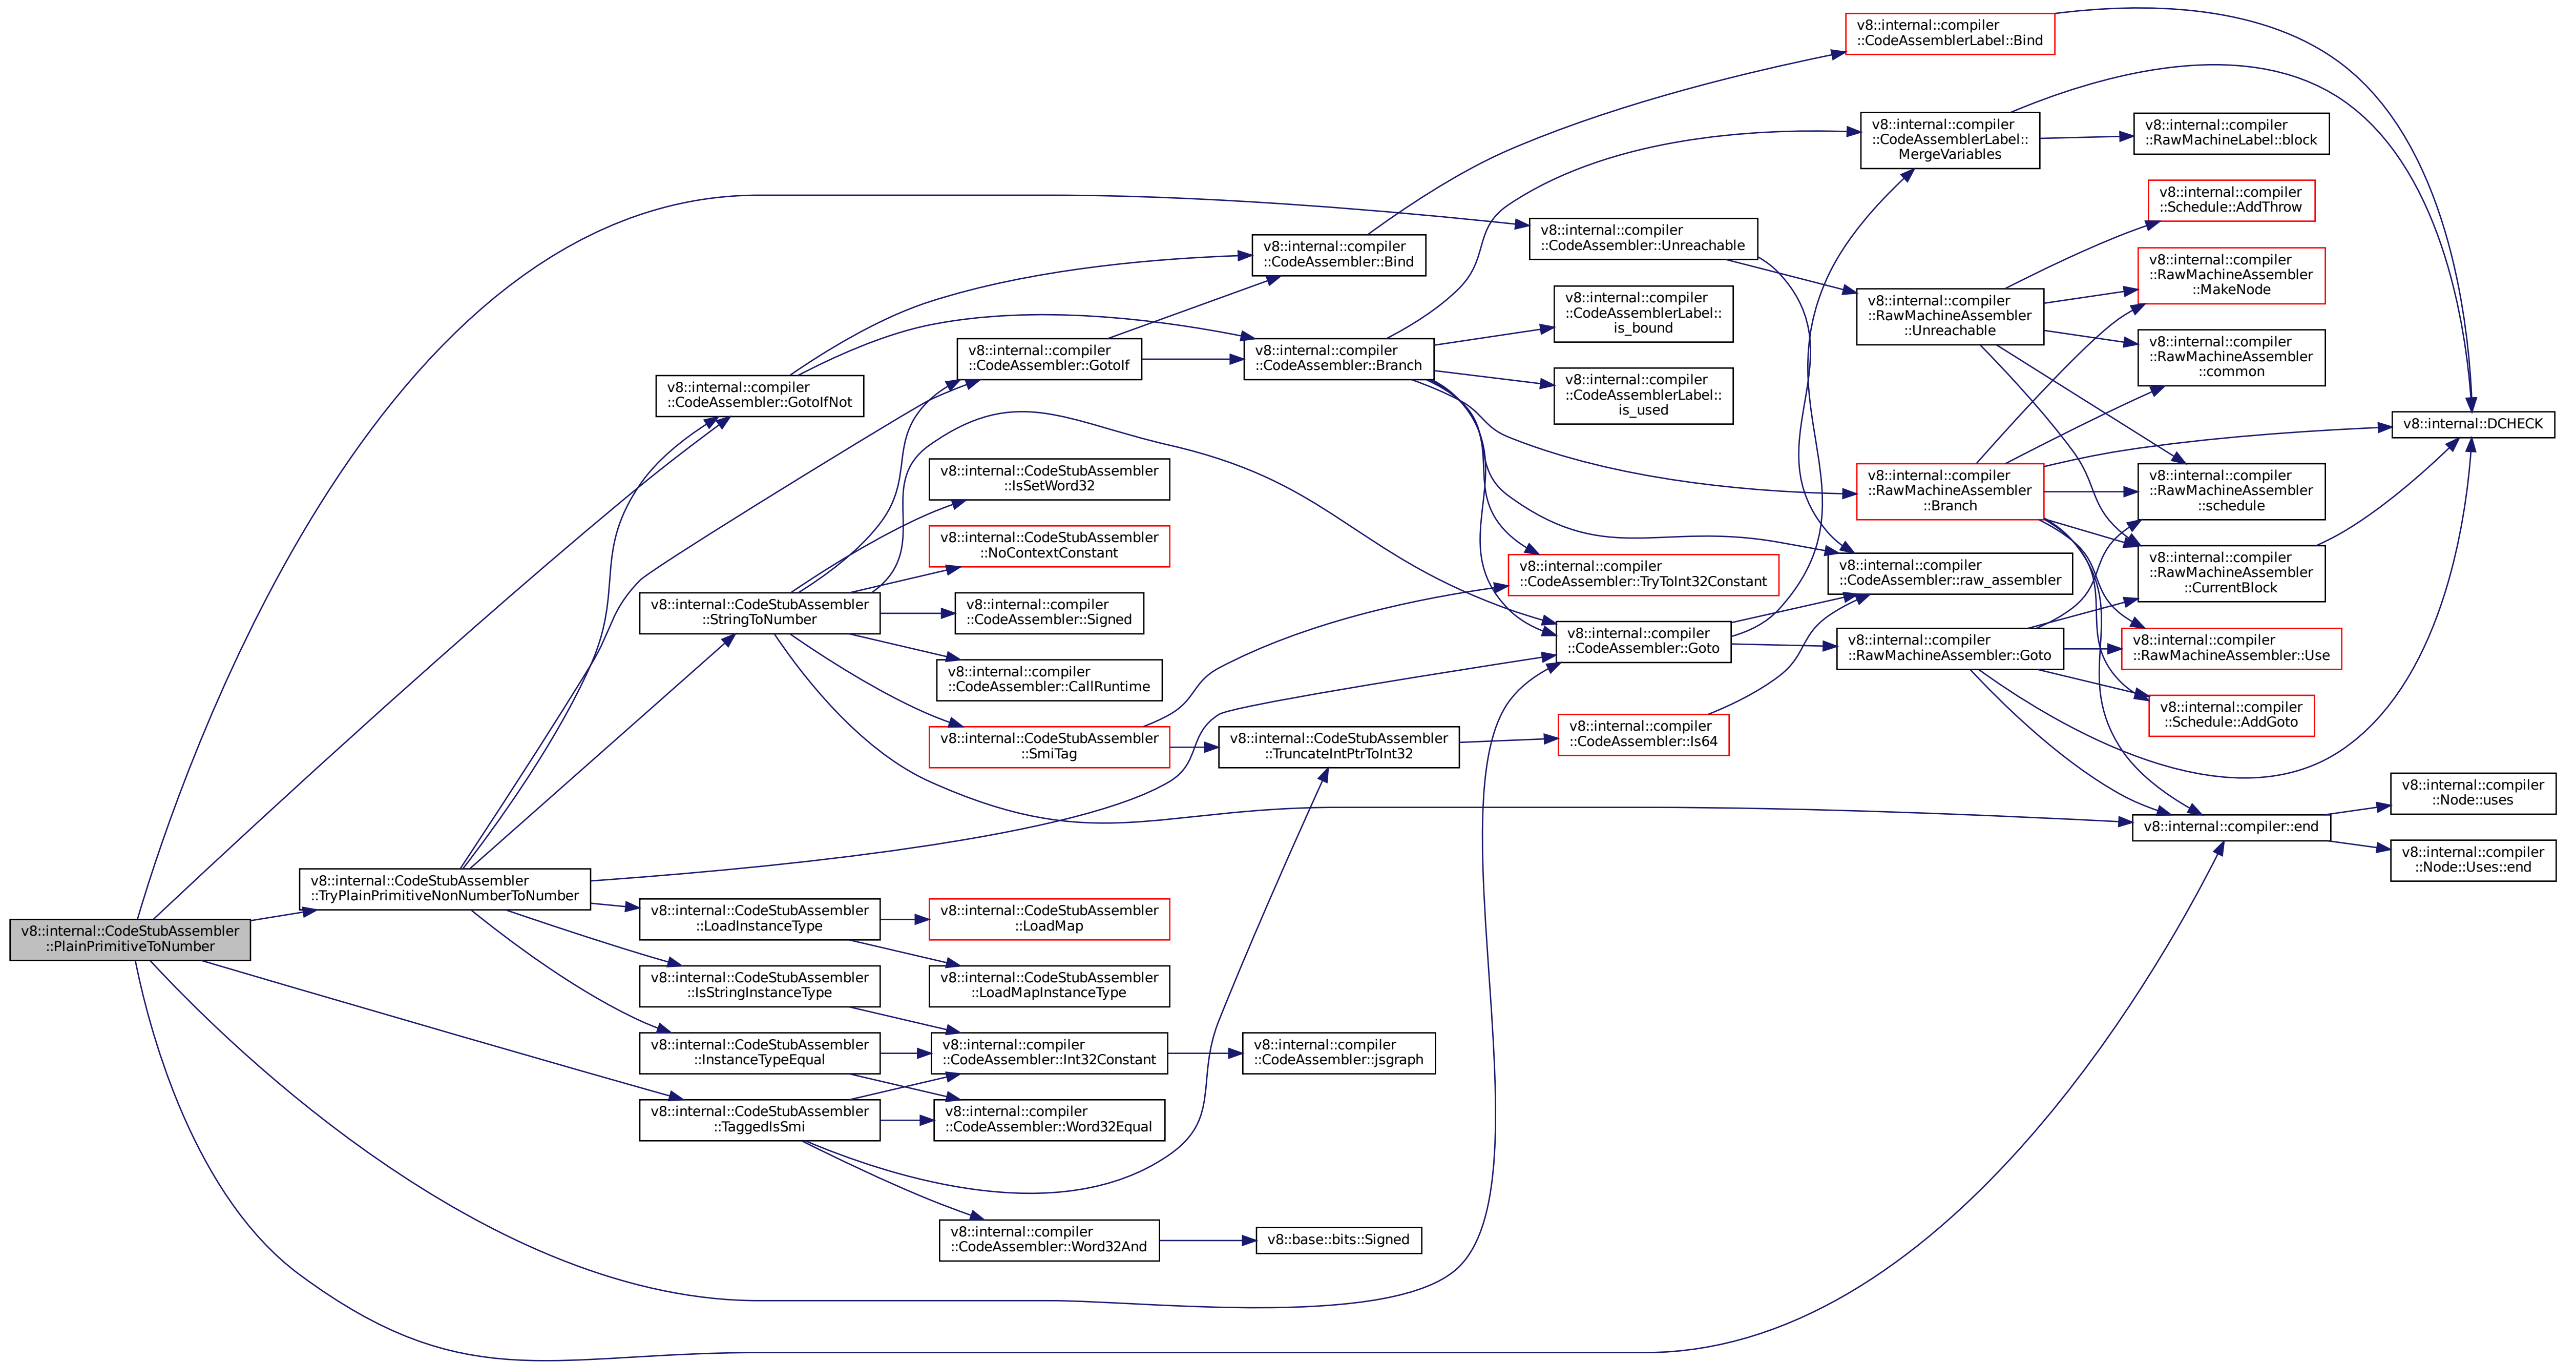 v8::internal::CodeStubAssembler
::PlainPrimitiveToNumber
v8::internal::CodeStubAssembler
::TryPlainPrimitiveNonNumberToNumber
v8::internal::compiler
::CodeAssembler::GotoIfNot
v8::internal::CodeStubAssembler
::StringToNumber
v8::internal::CodeStubAssembler
::LoadInstanceType
v8::internal::CodeStubAssembler
::IsStringInstanceType
v8::internal::CodeStubAssembler
::InstanceTypeEqual
v8::internal::CodeStubAssembler
::TaggedIsSmi
v8::internal::compiler
::CodeAssembler::GotoIf
v8::internal::CodeStubAssembler
::IsSetWord32
v8::internal::CodeStubAssembler
::NoContextConstant
v8::internal::compiler
::CodeAssembler::Signed
v8::internal::compiler
::CodeAssembler::CallRuntime
v8::internal::CodeStubAssembler
::SmiTag
v8::internal::CodeStubAssembler
::LoadMap
v8::internal::CodeStubAssembler
::LoadMapInstanceType
v8::internal::compiler
::CodeAssembler::Int32Constant
v8::internal::compiler
::CodeAssembler::Word32Equal
v8::internal::compiler
::CodeAssembler::Word32And
v8::internal::compiler
::CodeAssembler::Bind
v8::internal::compiler
::CodeAssembler::Branch
v8::internal::CodeStubAssembler
::TruncateIntPtrToInt32
v8::internal::compiler
::CodeAssembler::jsgraph
v8::base::bits::Signed
v8::internal::compiler
::CodeAssembler::Unreachable
v8::internal::compiler
::CodeAssemblerLabel::
is_bound
v8::internal::compiler
::CodeAssemblerLabel::
is_used
v8::internal::compiler
::CodeAssembler::TryToInt32Constant
v8::internal::compiler
::CodeAssembler::Goto
v8::internal::compiler
::CodeAssembler::Is64
v8::internal::compiler
::CodeAssemblerLabel::Bind
v8::internal::compiler
::CodeAssemblerLabel::
MergeVariables
v8::internal::compiler
::RawMachineAssembler
::Unreachable
v8::internal::compiler
::RawMachineAssembler
::Branch
v8::internal::compiler
::CodeAssembler::raw_assembler
v8::internal::compiler
::RawMachineAssembler::Goto
v8::internal::compiler
::RawMachineLabel::block
v8::internal::compiler
::Schedule::AddThrow
v8::internal::compiler
::RawMachineAssembler
::MakeNode
v8::internal::compiler
::RawMachineAssembler
::common
v8::internal::compiler
::RawMachineAssembler
::schedule
v8::internal::compiler
::RawMachineAssembler
::CurrentBlock
v8::internal::compiler
::RawMachineAssembler::Use
v8::internal::compiler
::Schedule::AddGoto
v8::internal::compiler::end
v8::internal::DCHECK
v8::internal::compiler
::Node::uses
v8::internal::compiler
::Node::Uses::end